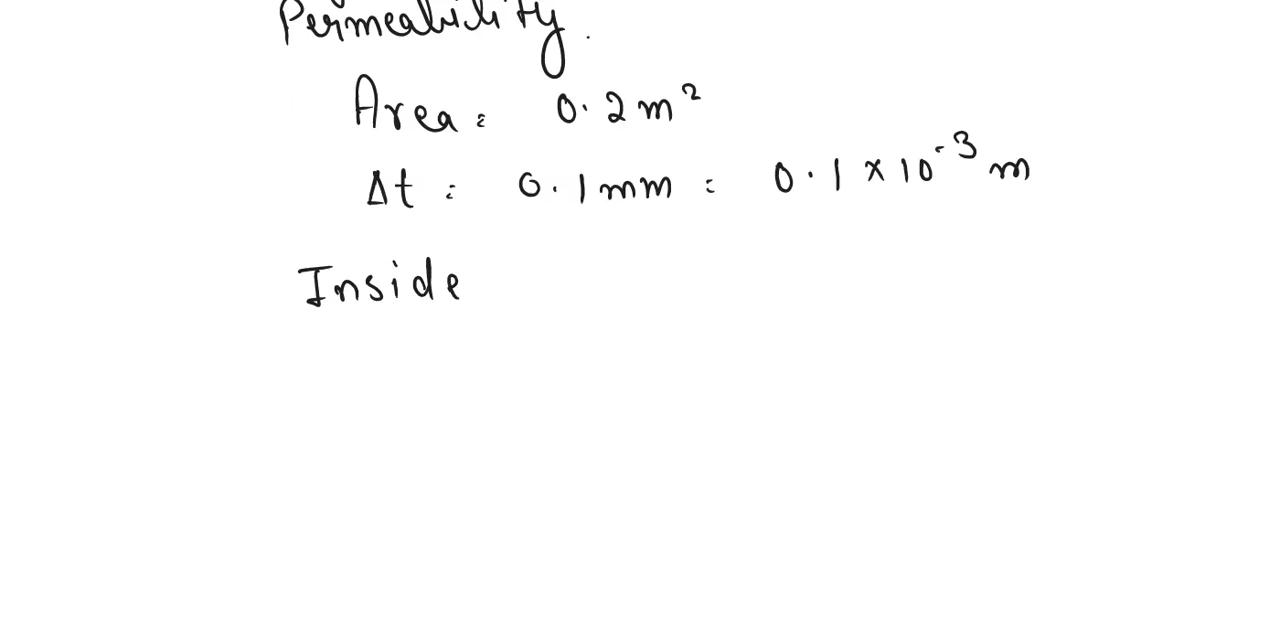 Permeability.
Area = 0.2 m²
Δt = 0.1 mm = 0.1 × 10⁻³ m
Inside